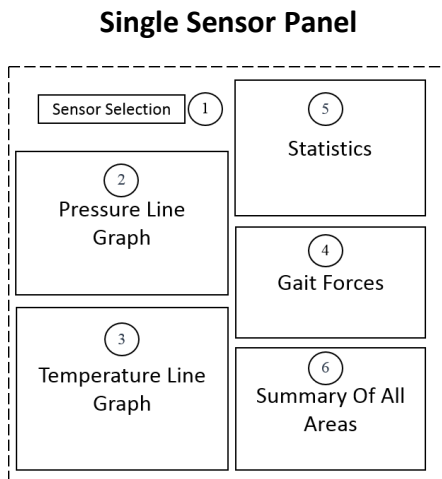 Single Sensor Panel
Sensor Selection
1
2
Pressure Line
Graph
3
Temperature Line
Graph
5
Statistics
4
Gait Forces
6
Summary Of All
Areas